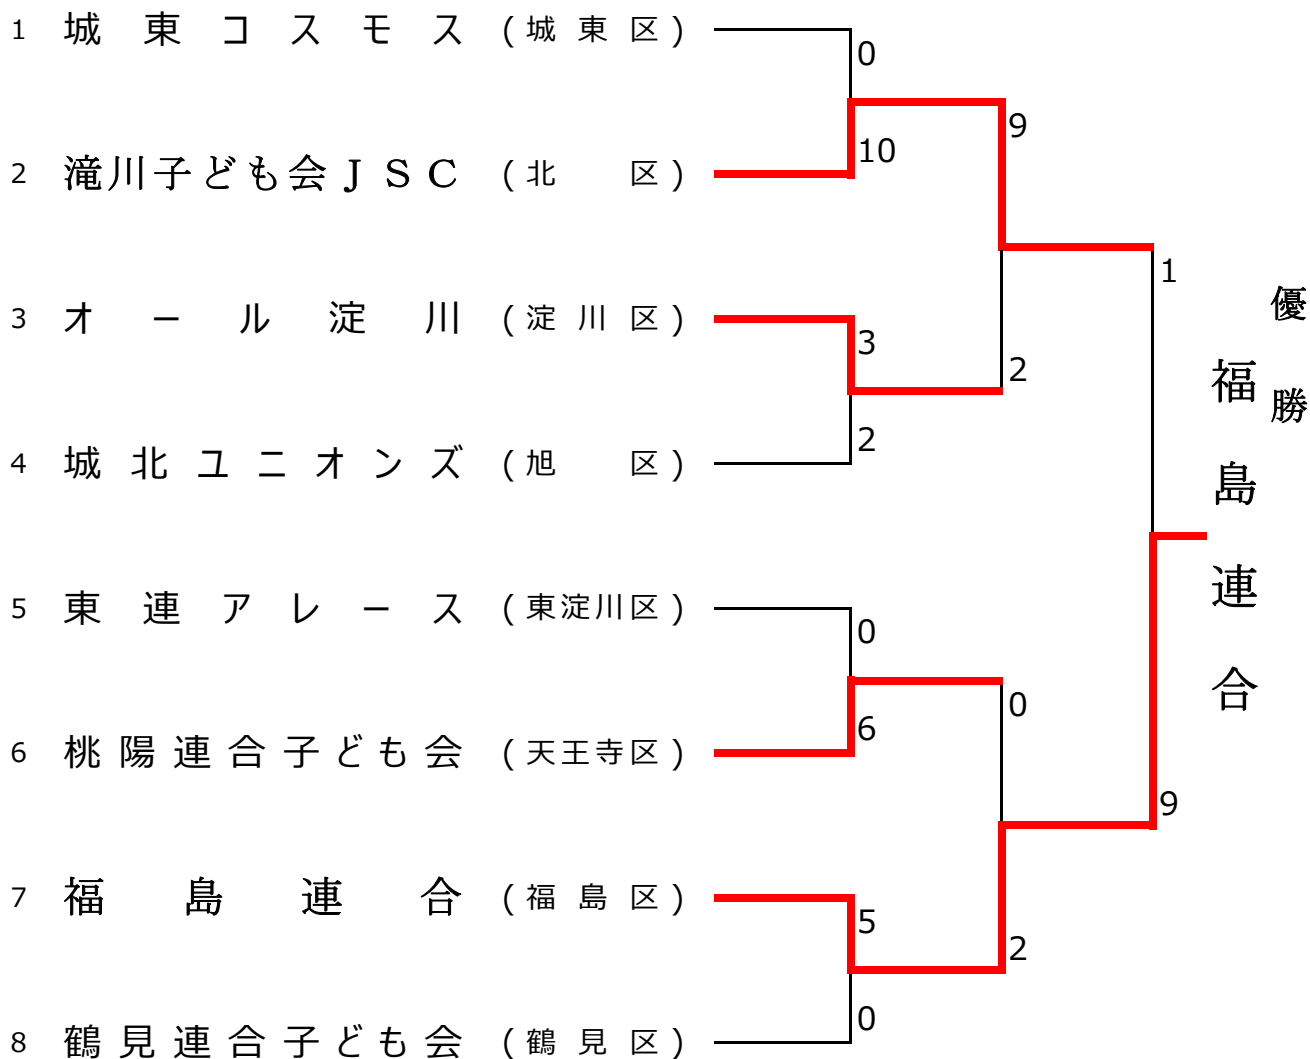 1 城東コスモス (城東区)
0
10
9
2 滝川子ども会JSC (北区)
1
3 オール淀川 (淀川区)
3
2
2
4 城北ユニオンズ (旭区)
優勝
福島連合
5 東連アレース (東淀川区)
0
6
0
6 桃陽連合子ども会 (天王寺区)
9
7 福島連合 (福島区)
5
0
2
8 鶴見連合子ども会 (鶴見区)